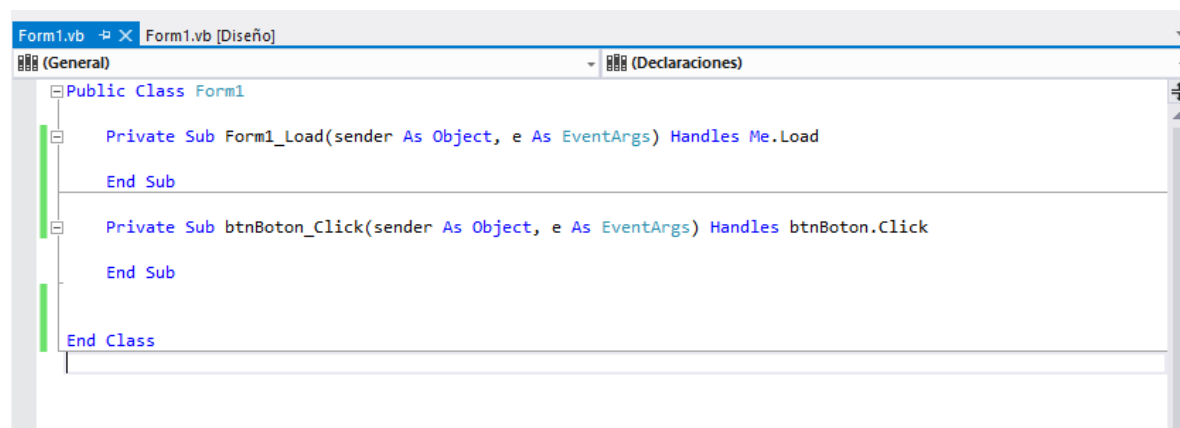 Form1.vb Form1.vb [Diseño]
(General) (Declaraciones)
Public Class Form1
Private Sub Form1_Load(sender As Object, e As EventArgs) Handles Me.Load
End Sub
Private Sub btnBoton_Click(sender As Object, e As EventArgs) Handles btnBoton.Click
End Sub
End Class